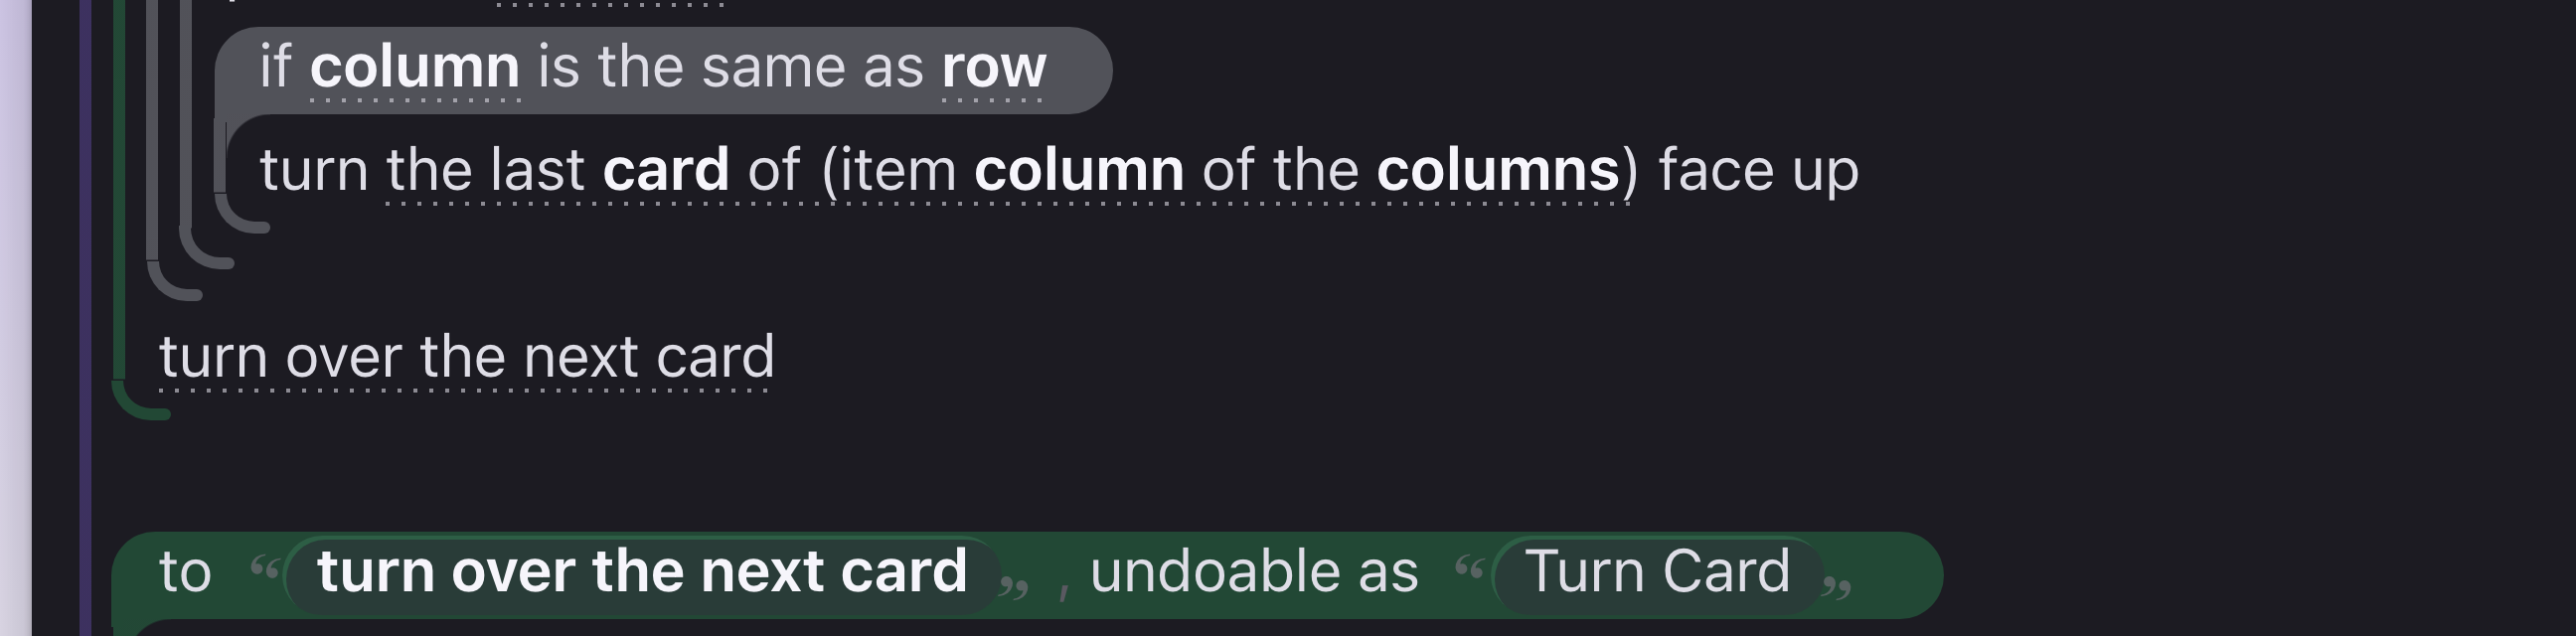 if column is the same as row
turn the last card of (item column of the columns) face up
turn over the next card
to “turn over the next card”, undoable as “Turn Card”